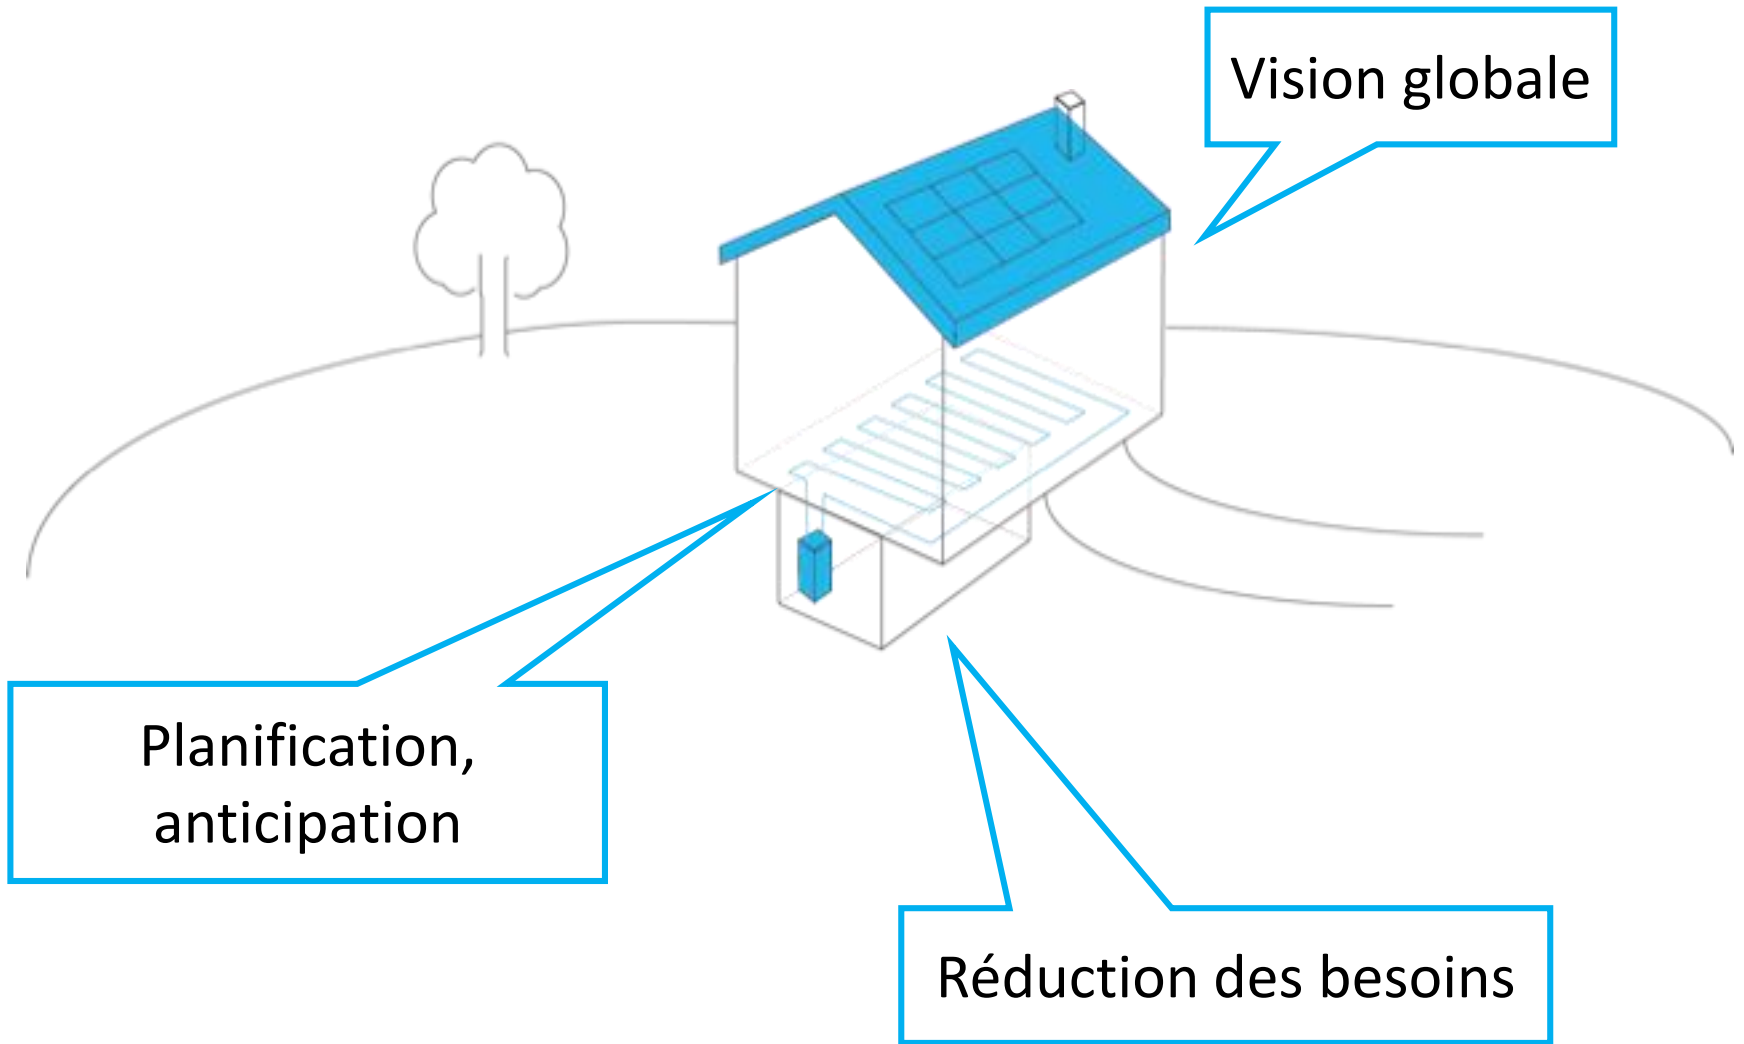 Vision globale
Planification,
anticipation
Réduction des besoins